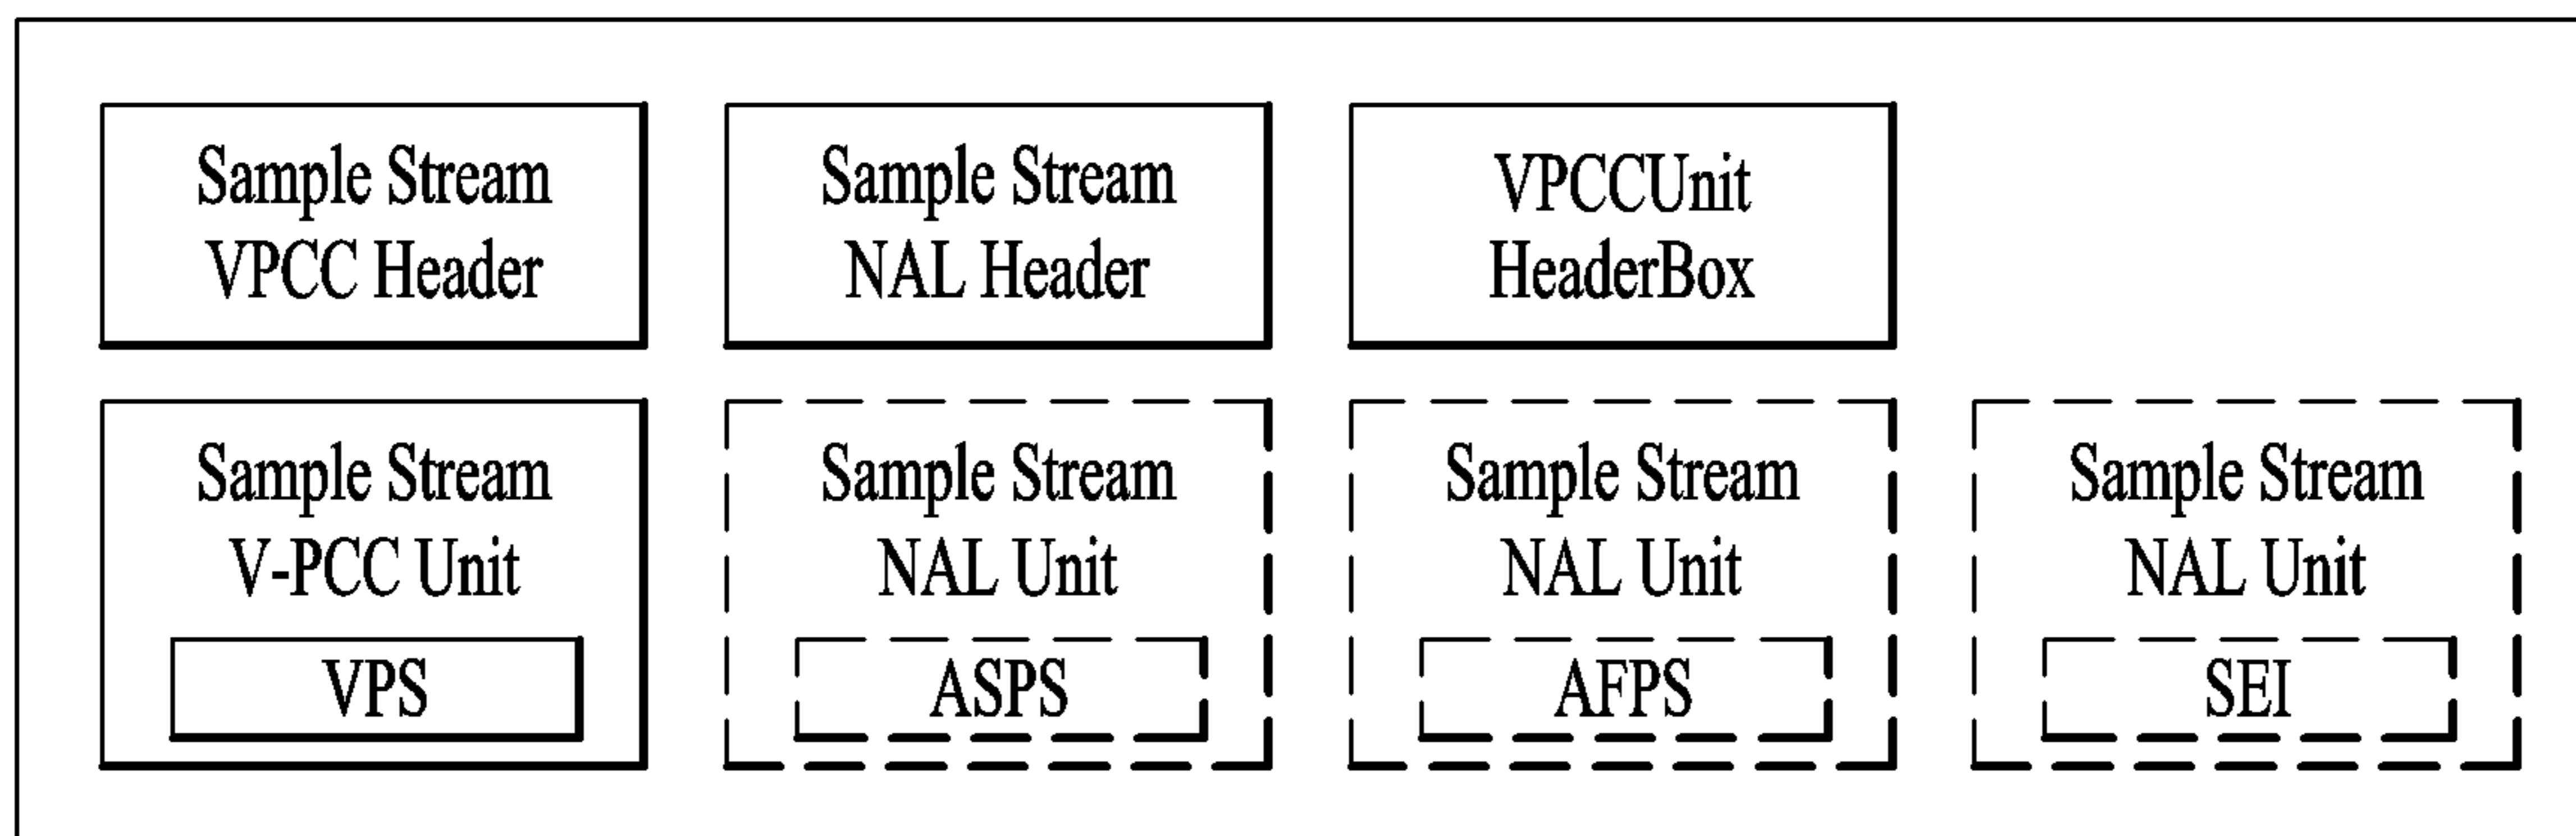 Sample Stream
VPCC Header
Sample Stream
NAL Header
VPCCUnit
HeaderBox
Sample Stream
V-PCC Unit
VPS
Sample Stream
NAL Unit
ASPS
Sample Stream
NAL Unit
AFPS
Sample Stream
NAL Unit
SEI